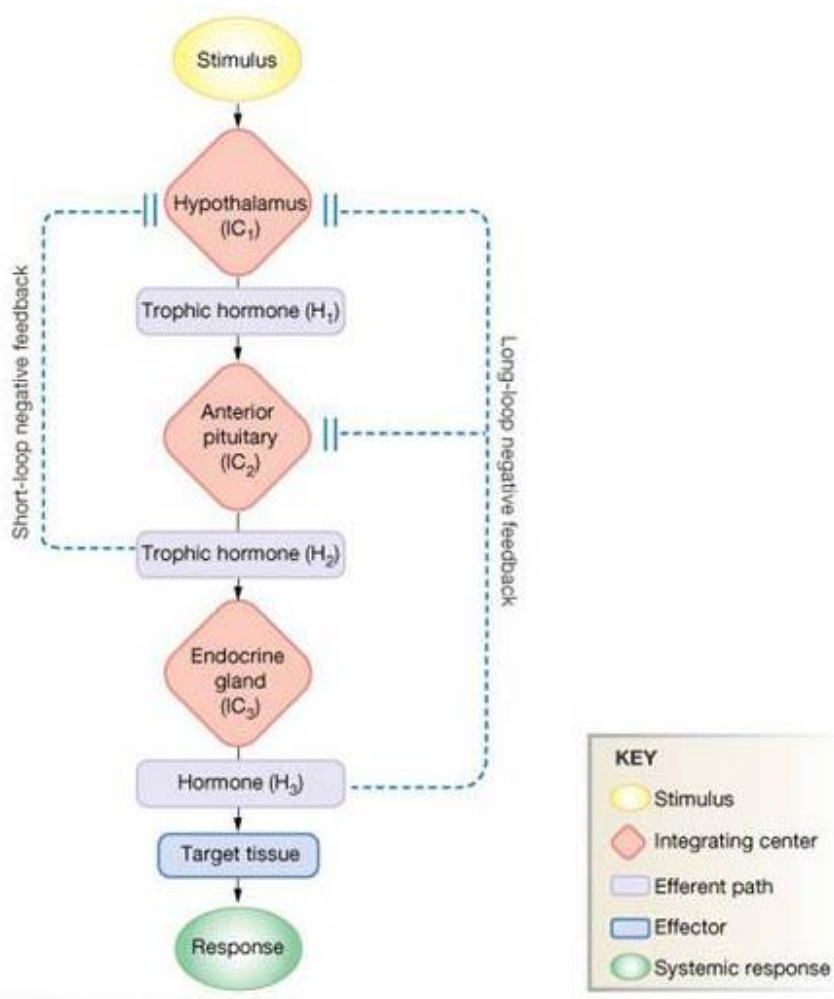 Stimulus
Hypothalamus
(IC₁)
Trophic hormone (H₁)
Anterior
pituitary
(IC₂)
Trophic hormone (H₂)
Endocrine
gland
(IC₃)
Hormone (H₃)
Target tissue
Response
Short-loop negative feedback
Long-loop negative feedback
KEY
Stimulus
Integrating center
Efferent path
Effector
Systemic response